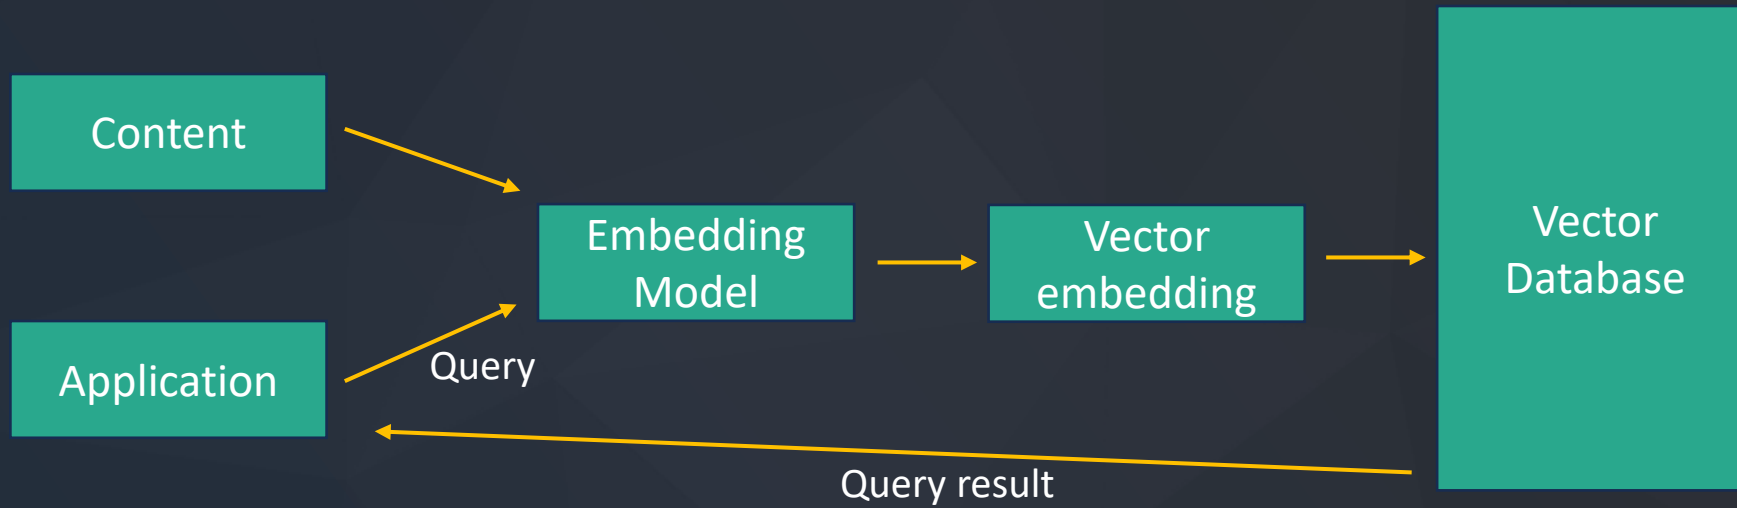 Content
Application
Query
Embedding
Model
Vector
embedding
Vector
Database
Query result